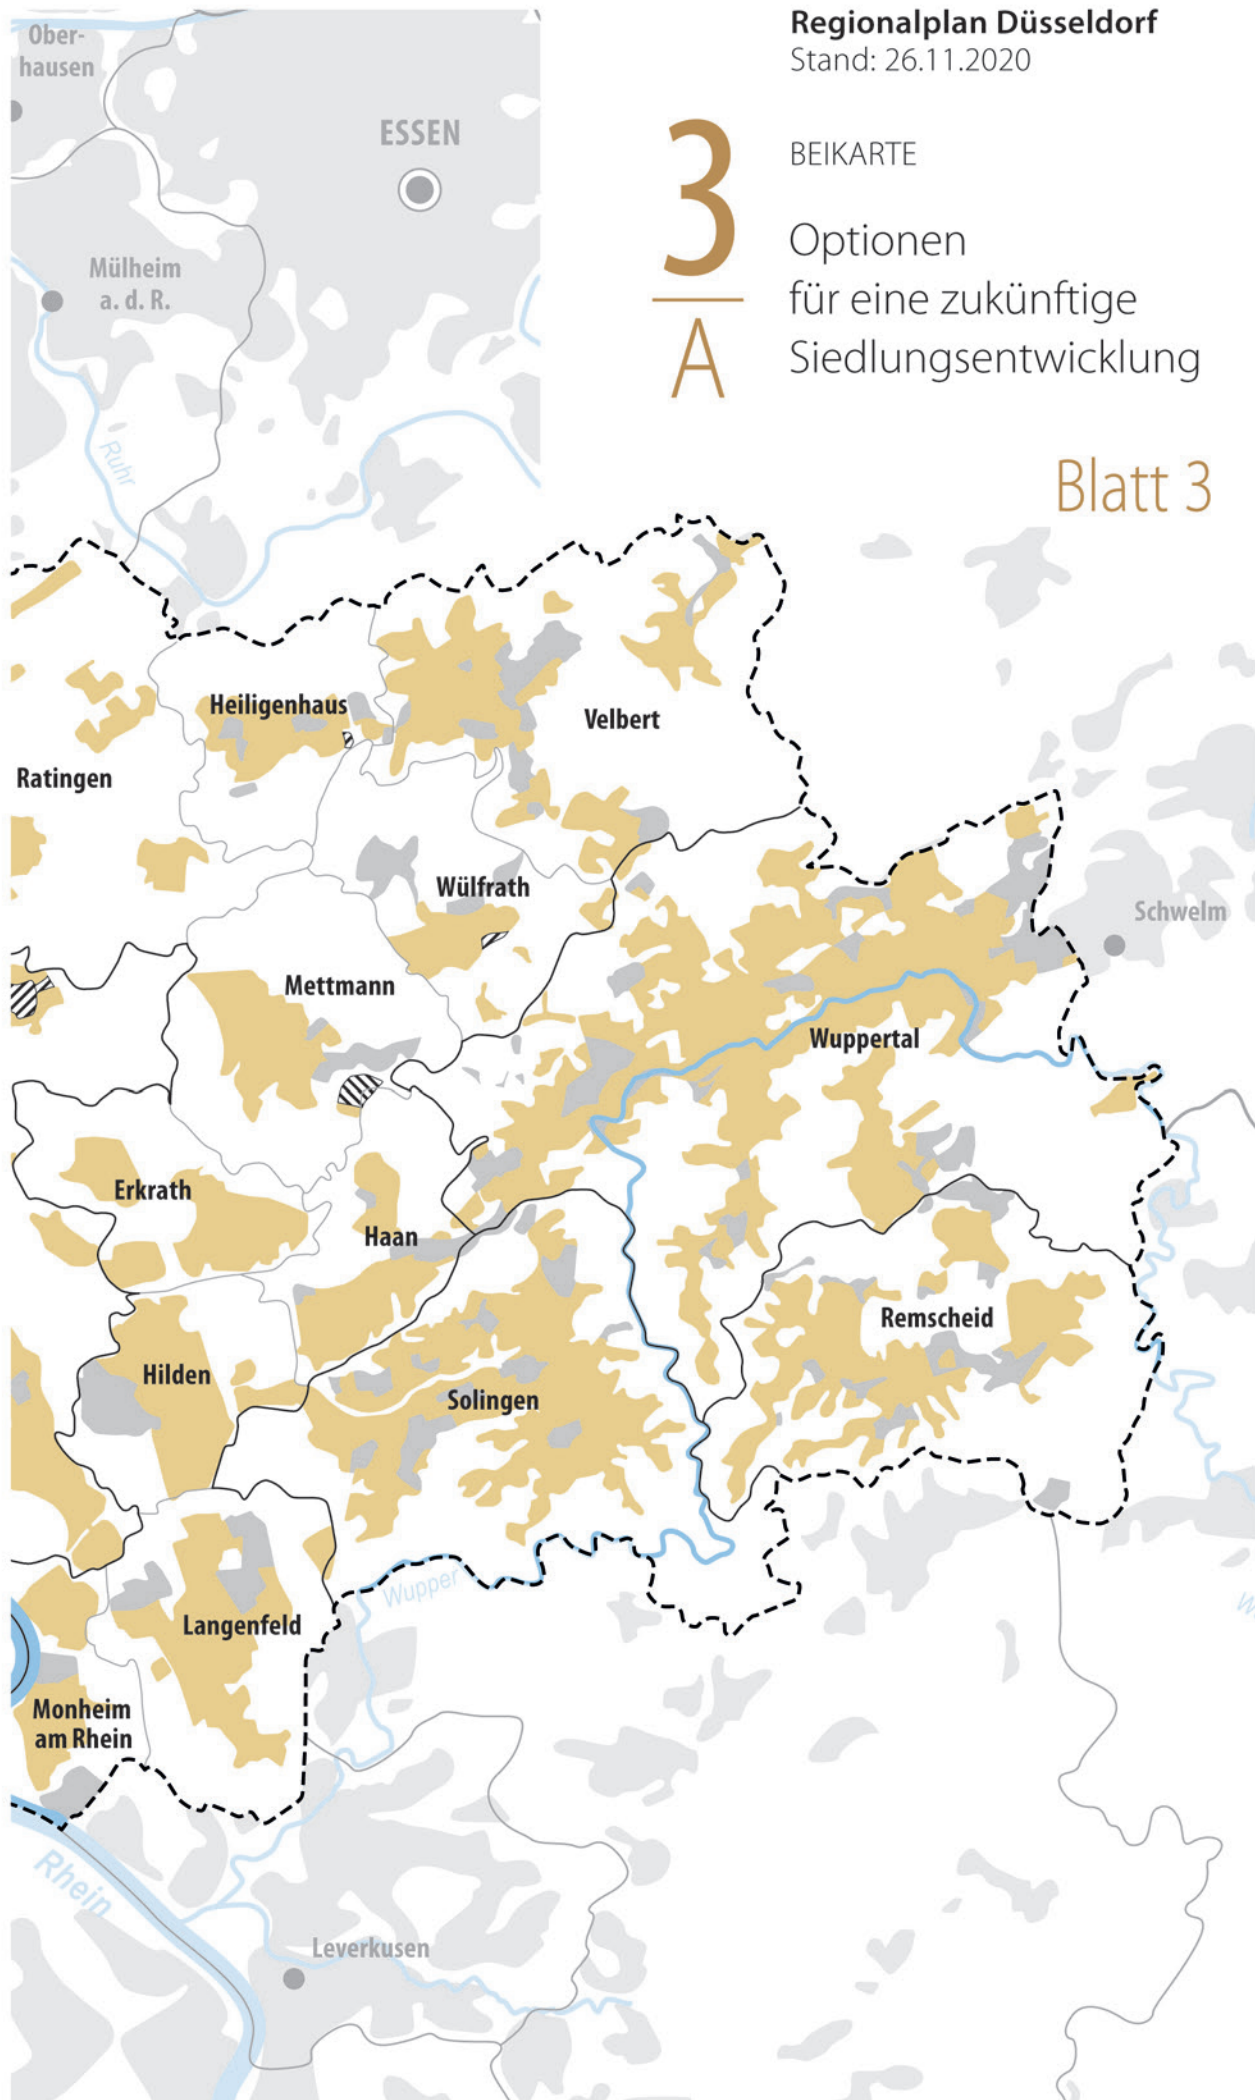 Regionalplan Düsseldorf
Stand: 26.11.2020
3
A
BEIKARTE
Optionen
für eine zukünftige
Siedlungsentwicklung
Blatt 3
Ober-
hausen
ESSEN
Mülheim
a. d. R.
Ruhr
Heiligenhaus
Velbert
Ratingen
Wülfrath
Schwelm
Mettmann
Wuppertal
Erkrath
Haan
Remscheid
Hilden
Solingen
Wupper
Langenfeld
Monheim
am Rhein
Rhein
Leverkusen